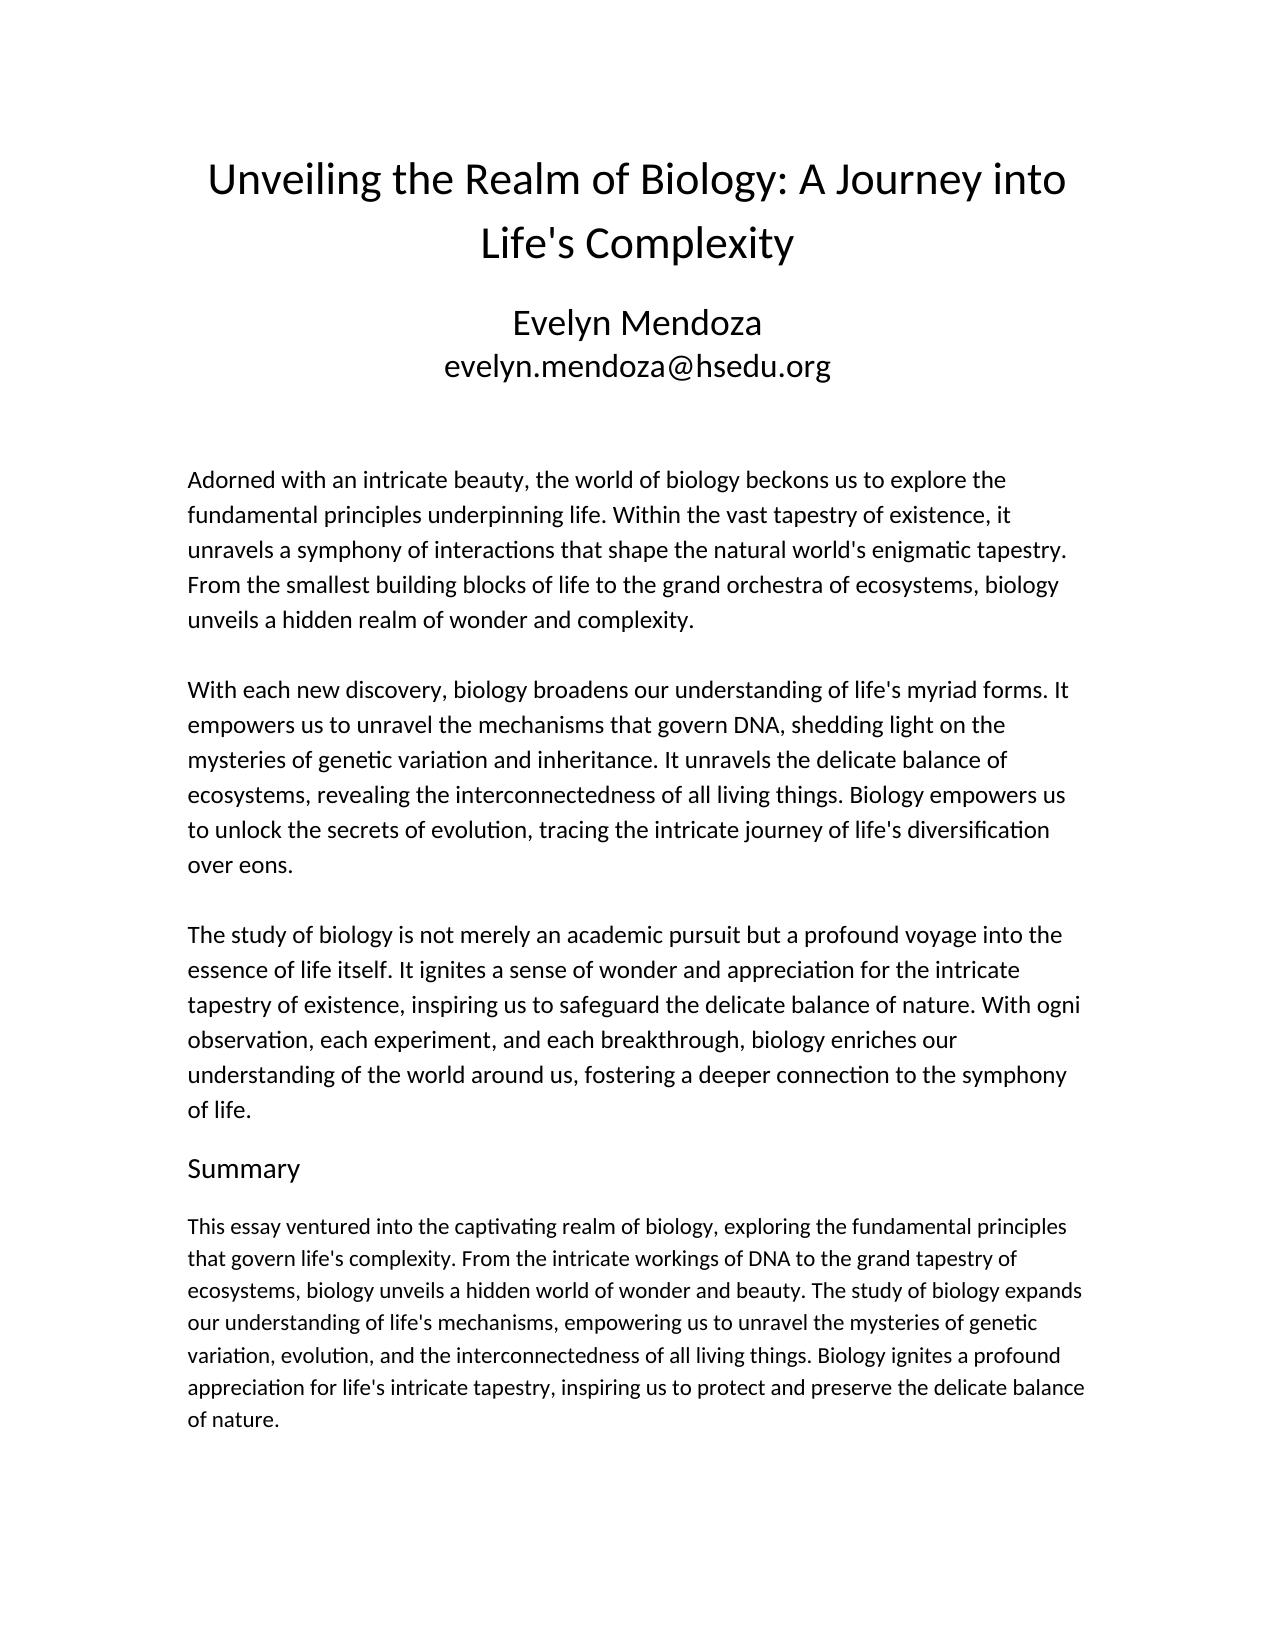 Unveiling the Realm of Biology: A Journey into
Life's Complexity
Evelyn Mendoza
evelyn.mendoza@hsedu.org
Adorned with an intricate beauty, the world of biology beckons us to explore the
fundamental principles underpinning life. Within the vast tapestry of existence, it
unravels a symphony of interactions that shape the natural world's enigmatic tapestry.
From the smallest building blocks of life to the grand orchestra of ecosystems, biology
unveils a hidden realm of wonder and complexity.
With each new discovery, biology broadens our understanding of life's myriad forms. It
empowers us to unravel the mechanisms that govern DNA, shedding light on the
mysteries of genetic variation and inheritance. It unravels the delicate balance of
ecosystems, revealing the interconnectedness of all living things. Biology empowers us
to unlock the secrets of evolution, tracing the intricate journey of life's diversification
over eons.
The study of biology is not merely an academic pursuit but a profound voyage into the
essence of life itself. It ignites a sense of wonder and appreciation for the intricate
tapestry of existence, inspiring us to safeguard the delicate balance of nature. With ogni
observation, each experiment, and each breakthrough, biology enriches our
understanding of the world around us, fostering a deeper connection to the symphony
of life.
Summary
This essay ventured into the captivating realm of biology, exploring the fundamental principles
that govern life's complexity. From the intricate workings of DNA to the grand tapestry of
ecosystems, biology unveils a hidden world of wonder and beauty. The study of biology expands
our understanding of life's mechanisms, empowering us to unravel the mysteries of genetic
variation, evolution, and the interconnectedness of all living things. Biology ignites a profound
appreciation for life's intricate tapestry, inspiring us to protect and preserve the delicate balance
of nature.